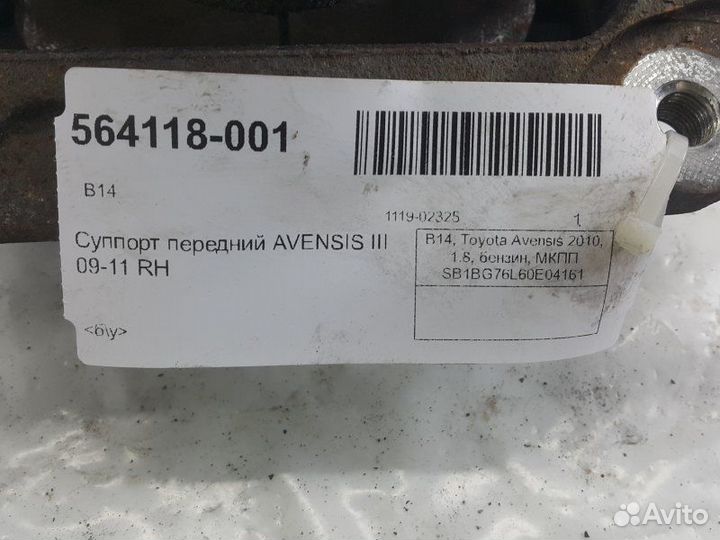 564118-001
B14
1119-02325 1
Суппорт передний AVENSIS III
09-11 RH
B14, Toyota Avensis 2010,
1.8, бензин, МКПП
SB1BG76L60E04161
<б\у>
Avito